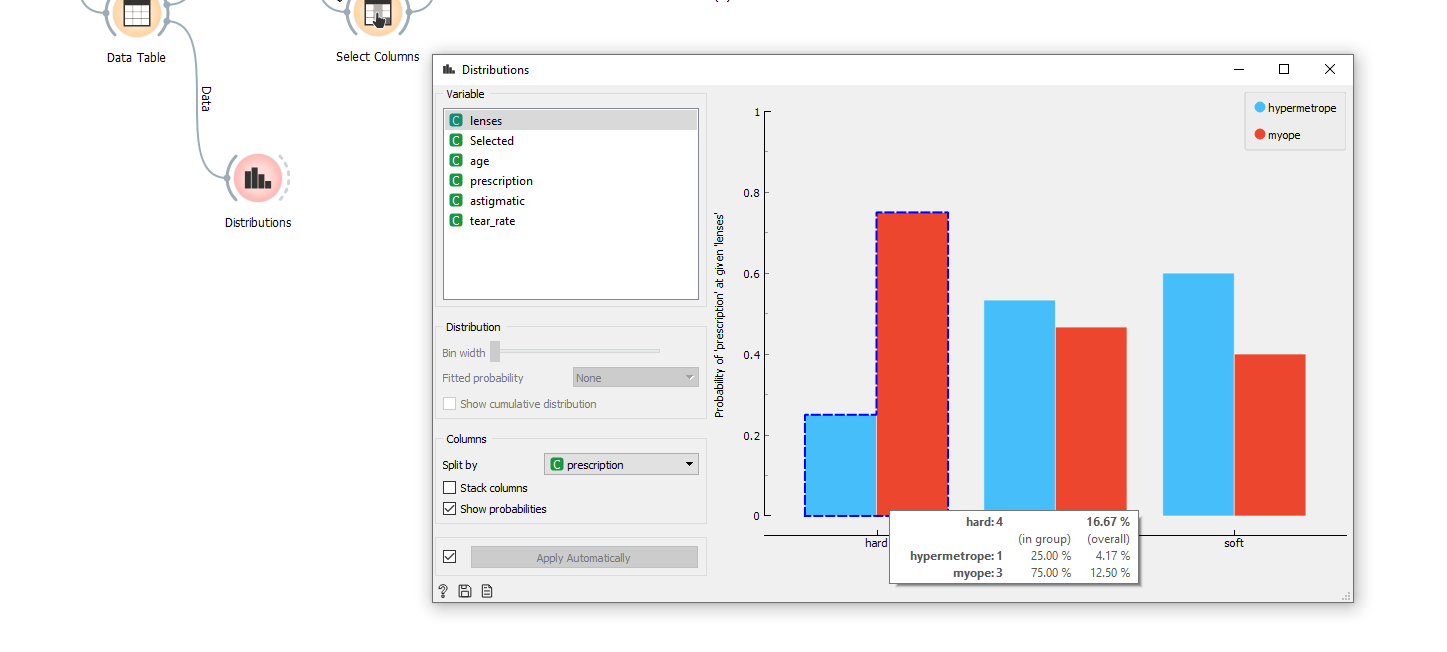 Data Table
Select Columns
Data
Distributions
Distributions
Variable
C lenses
C Selected
C age
C prescription
C astigmatic
C tear_rate
Distribution
Bin width
Fitted probability None
Show cumulative distribution
Columns
Split by C prescription
Stack columns
Show probabilities
Apply Automatically
?
Probability of 'prescription' at given 'lenses'
1
0.8
0.6
0.4
0.2
0
hypermetrope
myope
hard
soft
hard: 4 16.67 %
(in group) (overall)
hypermetrope: 1 25.00 % 4.17 %
myope: 3 75.00 % 12.50 %